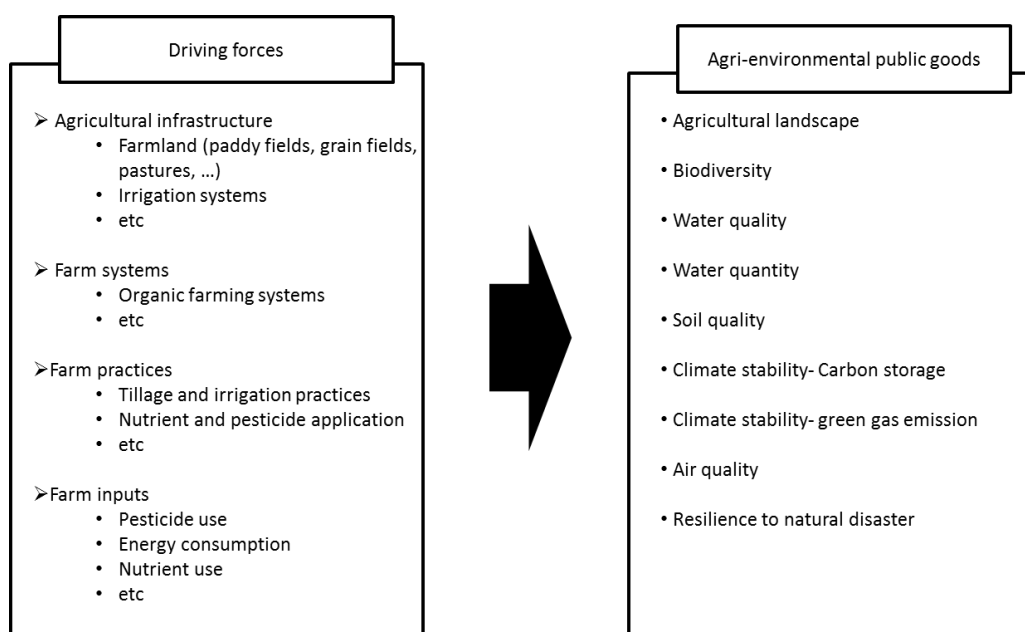 Driving forces
➢ Agricultural infrastructure
• Farmland (paddy fields, grain fields,
pastures, ...)
• Irrigation systems
• etc
➢ Farm systems
• Organic farming systems
• etc
➢Farm practices
• Tillage and irrigation practices
• Nutrient and pesticide application
• etc
➢Farm inputs
• Pesticide use
• Energy consumption
• Nutrient use
• etc
Agri-environmental public goods
• Agricultural landscape
• Biodiversity
• Water quality
• Water quantity
• Soil quality
• Climate stability- Carbon storage
• Climate stability- green gas emission
• Air quality
• Resilience to natural disaster